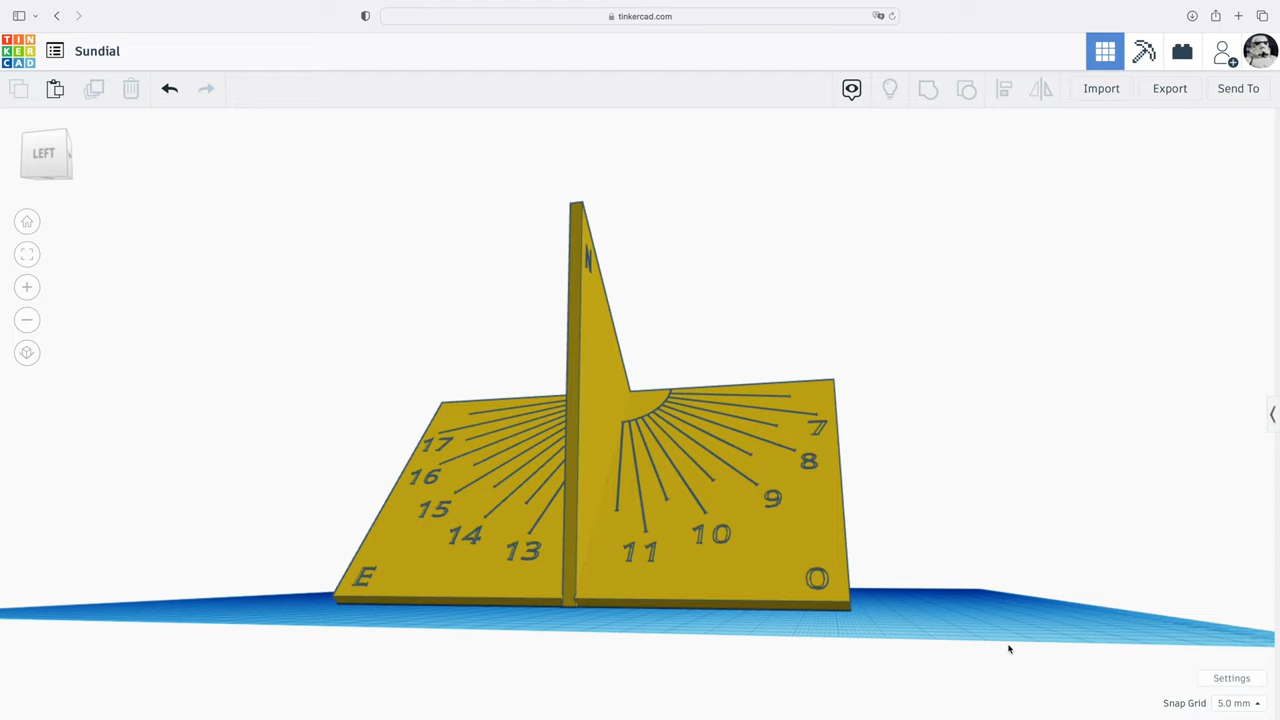 tinkercad.com
TIN
KER
CAD
Sundial
Import
Export
Send To
LEFT
N
17
16
15
14
13
11
10
9
8
7
E
O
Settings
Snap Grid 5.0 mm